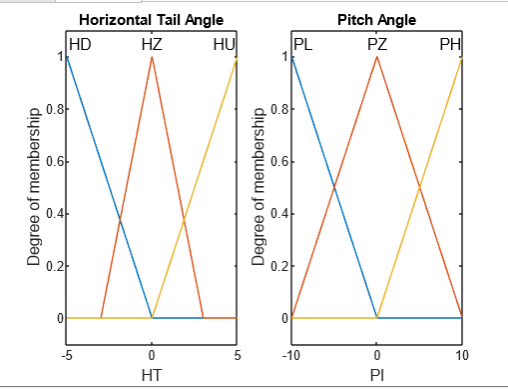 Horizontal Tail Angle
HD HZ HU
1
0.8
0.6
0.4
0.2
0
Degree of membership
-5 0 5
HT
Pitch Angle
PL PZ PH
1
0.8
0.6
0.4
0.2
0
Degree of membership
-10 0 10
PI